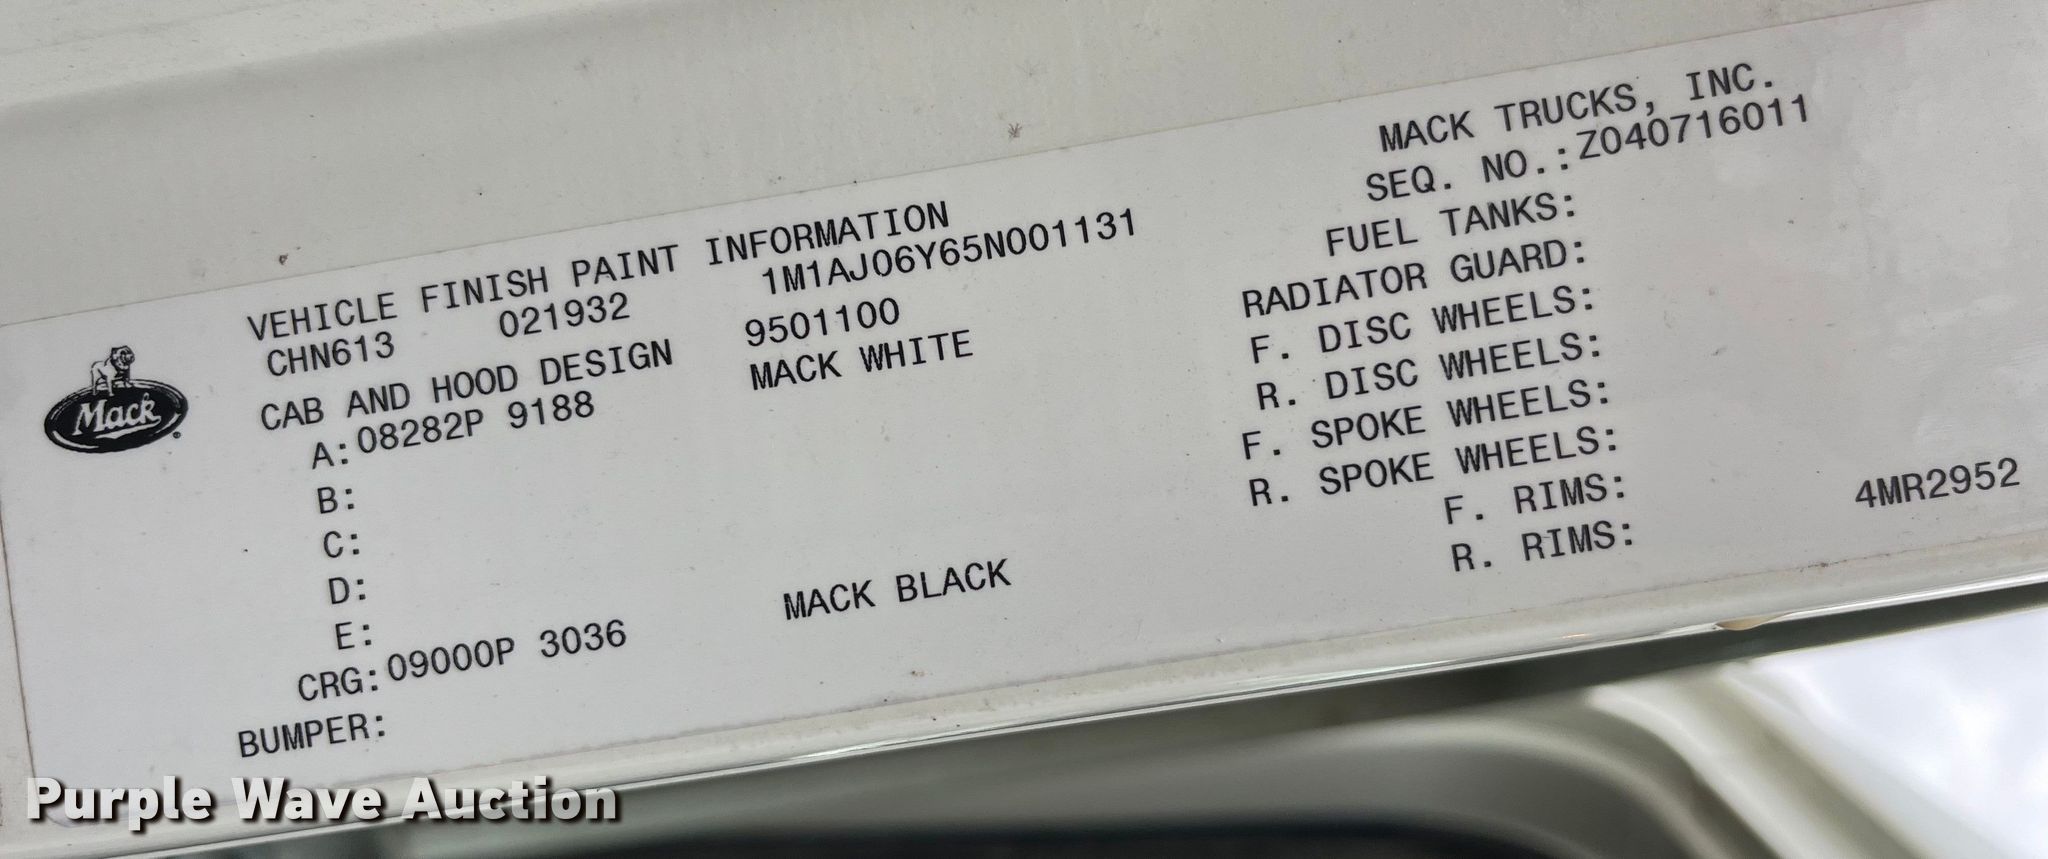 MACK TRUCKS, INC.
SEQ. NO.:Z040716011
VEHICLE FINISH PAINT INFORMATION
CHN613 021932 1M1AJ06Y65N001131
CAB AND HOOD DESIGN 9501100
A:08282P 9188 MACK WHITE
B:
C:
D:
E:
CRG:09000P 3036 MACK BLACK
BUMPER:
FUEL TANKS:
RADIATOR GUARD:
F. DISC WHEELS:
R. DISC WHEELS:
F. SPOKE WHEELS:
R. SPOKE WHEELS:
F. RIMS:
R. RIMS:
4MR2952
Mack
Purple Wave Auction